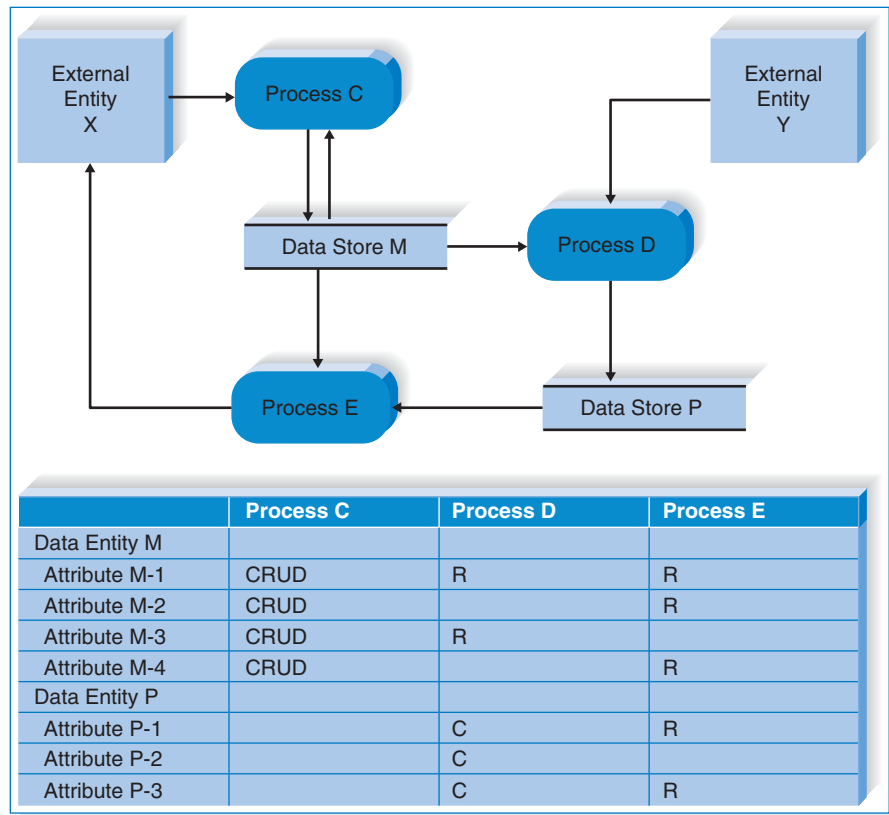 External
Entity
X
Process C
External
Entity
Y
Data Store M
Process D
Process E
Data Store P
Process C Process D Process E
Data Entity M
Attribute M-1 CRUD R R
Attribute M-2 CRUD R
Attribute M-3 CRUD R
Attribute M-4 CRUD R
Data Entity P
Attribute P-1 C R
Attribute P-2 C
Attribute P-3 C R